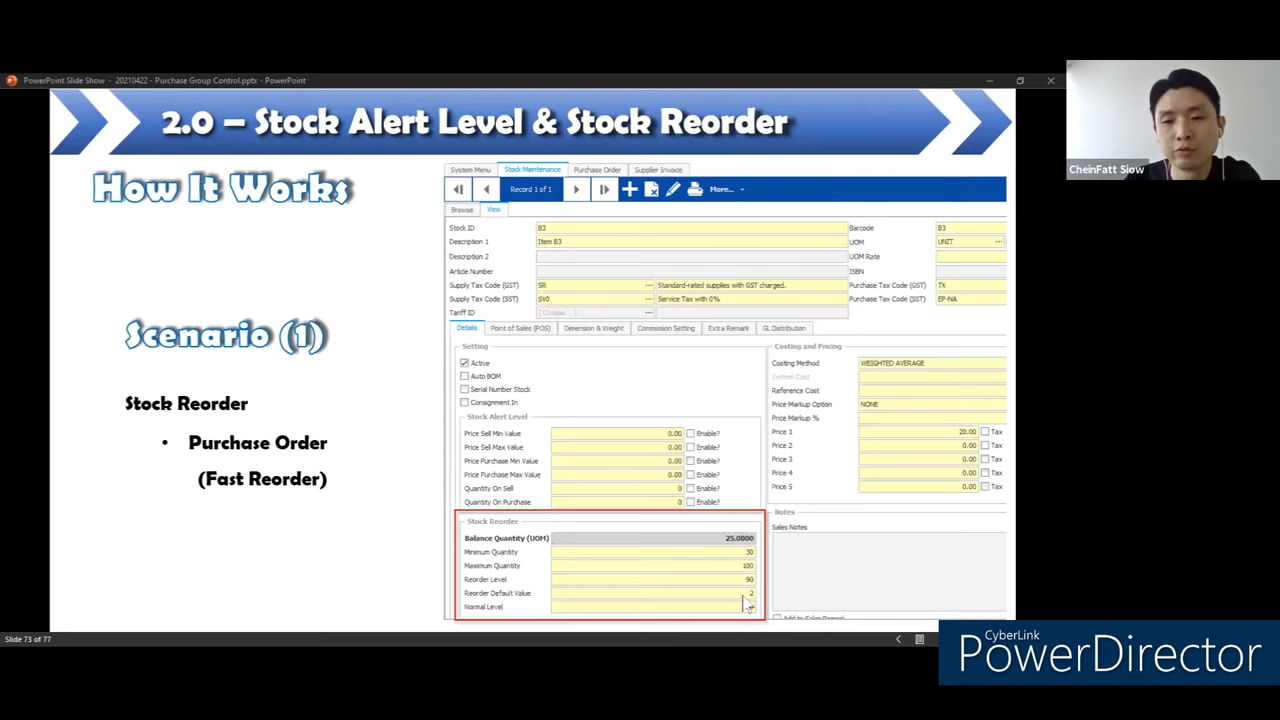 PowerPoint Slide Show - 20210422 - Purchase Group Control.pptx - PowerPoint
2.0 – Stock Alert Level & Stock Reorder
How It Works
Scenario (1)
Stock Reorder
• Purchase Order
(Fast Reorder)
System Menu Stock Maintenance Purchase Order Supplier Invoice
Record 1 of 1 More...
Browse View
Stock ID B3 Barcode B3
Description 1 Item B3 UOM UNIT ...
Description 2 UOM Rate
Article Number ISBN
Supply Tax Code (GST) SR ... Standard-rated supplies with GST charged. Purchase Tax Code (GST) TX
Supply Tax Code (SST) SV0 ... Service Tax with 0% Purchase Tax Code (SST) EP-NA
Tariff ID [Choose...] ...
Details Point of Sales (POS) Dimension & Weight Commission Setting Extra Remark GL Distribution
Setting
Active
Auto BOM
Serial Number Stock
Consignment In
Stock Alert Level
Price Sell Min Value 0.00 Enable?
Price Sell Max Value 0.00 Enable?
Price Purchase Min Value 0.00 Enable?
Price Purchase Max Value 0.00 Enable?
Quantity On Sell 0 Enable?
Quantity On Purchase 0 Enable?
Stock Reorder
Balance Quantity (UOM) 25.0000
Minimum Quantity 30
Maximum Quantity 100
Reorder Level 90
Reorder Default Value 2
Normal Level
Costing and Pricing
Costing Method WEIGHTED AVERAGE
System Cost
Reference Cost
Price Markup Option NONE
Price Markup %
Price 1 20.00 Tax
Price 2 0.00 Tax
Price 3 0.00 Tax
Price 4 0.00 Tax
Price 5 0.00 Tax
Notes
Sales Notes
Add to Sales Remark
CheinFatt Siow
Slide 73 of 77
CyberLink
PowerDirector